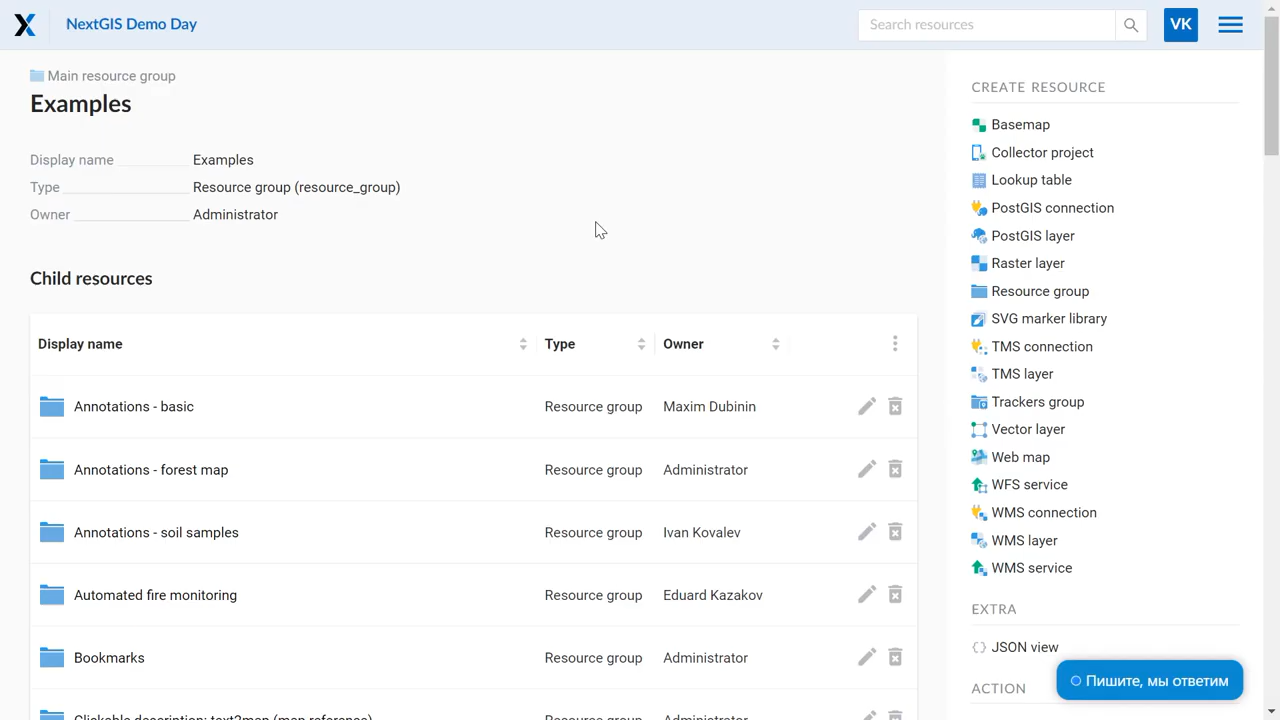 NextGIS Demo Day
Search resources
VK
Main resource group
Examples
Display name Examples
Type Resource group (resource_group)
Owner Administrator
Child resources
Display name Type Owner
Annotations - basic Resource group Maxim Dubinin
Annotations - forest map Resource group Administrator
Annotations - soil samples Resource group Ivan Kovalev
Automated fire monitoring Resource group Eduard Kazakov
Bookmarks Resource group Administrator
Clickable description: text2map (map reference) Resource group Administrator
CREATE RESOURCE
Basemap
Collector project
Lookup table
PostGIS connection
PostGIS layer
Raster layer
Resource group
SVG marker library
TMS connection
TMS layer
Trackers group
Vector layer
Web map
WFS service
WMS connection
WMS layer
WMS service
EXTRA
JSON view
ACTION
Пишите, мы ответим